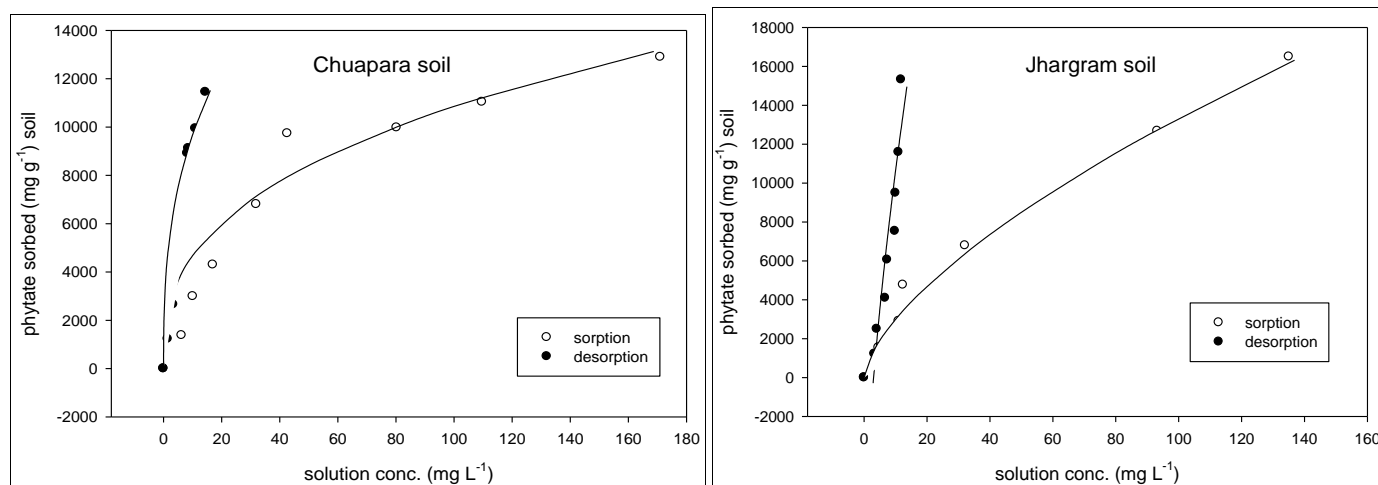 Chuapara soil
phytate sorbed (mg g⁻¹) soil
14000
12000
10000
8000
6000
4000
2000
0
-2000
sorption
desorption
0 20 40 60 80 100 120 140 160 180
solution conc. (mg L⁻¹)
Jhargram soil
phytate sorbed (mg g⁻¹) soil
18000
16000
14000
12000
10000
8000
6000
4000
2000
0
-2000
sorption
desorption
0 20 40 60 80 100 120 140 160
solution conc. (mg L⁻¹)